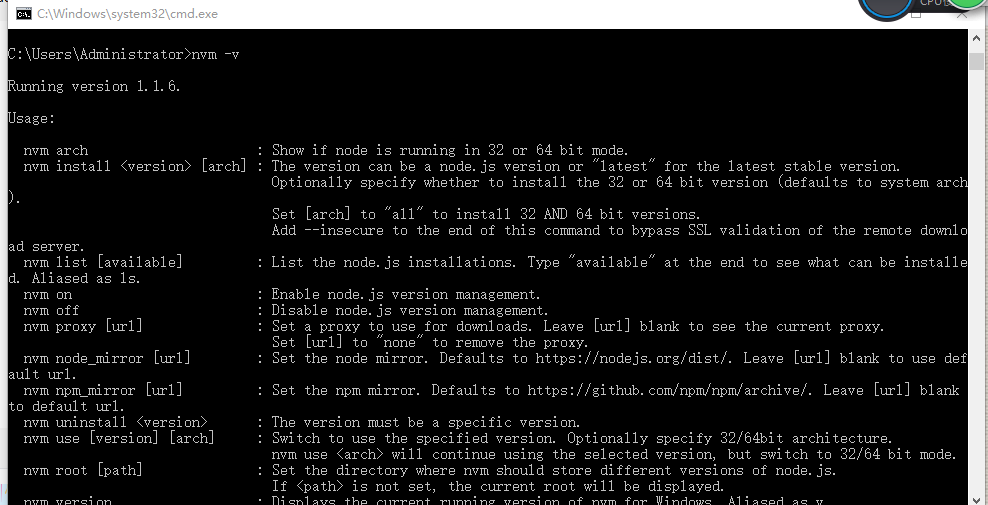 CPU
C:\Windows\system32\cmd.exe
C:\Users\Administrator>nvm -v
Running version 1.1.6.
Usage:
nvm arch : Show if node is running in 32 or 64 bit mode.
nvm install <version> [arch] : The version can be a node.js version or "latest" for the latest stable version.
Optionally specify whether to install the 32 or 64 bit version (defaults to system arch
).
Set [arch] to "all" to install 32 AND 64 bit versions.
Add --insecure to the end of this command to bypass SSL validation of the remote downlo
ad server.
nvm list [available] : List the node.js installations. Type "available" at the end to see what can be installe
d. Aliased as ls.
nvm on : Enable node.js version management.
nvm off : Disable node.js version management.
nvm proxy [url] : Set a proxy to use for downloads. Leave [url] blank to see the current proxy.
Set [url] to "none" to remove the proxy.
nvm node_mirror [url] : Set the node mirror. Defaults to https://nodejs.org/dist/. Leave [url] blank to use def
ault url.
nvm npm_mirror [url] : Set the npm mirror. Defaults to https://github.com/npm/npm/archive/. Leave [url] blank
to default url.
nvm uninstall <version> : The version must be a specific version.
nvm use [version] [arch] : Switch to use the specified version. Optionally specify 32/64bit architecture.
nvm use <arch> will continue using the selected version, but switch to 32/64 bit mode.
nvm root [path] : Set the directory where nvm should store different versions of node.js.
If <path> is not set, the current root will be displayed.
nvm version : Displays the current running version of nvm for Windows. Aliased as v.